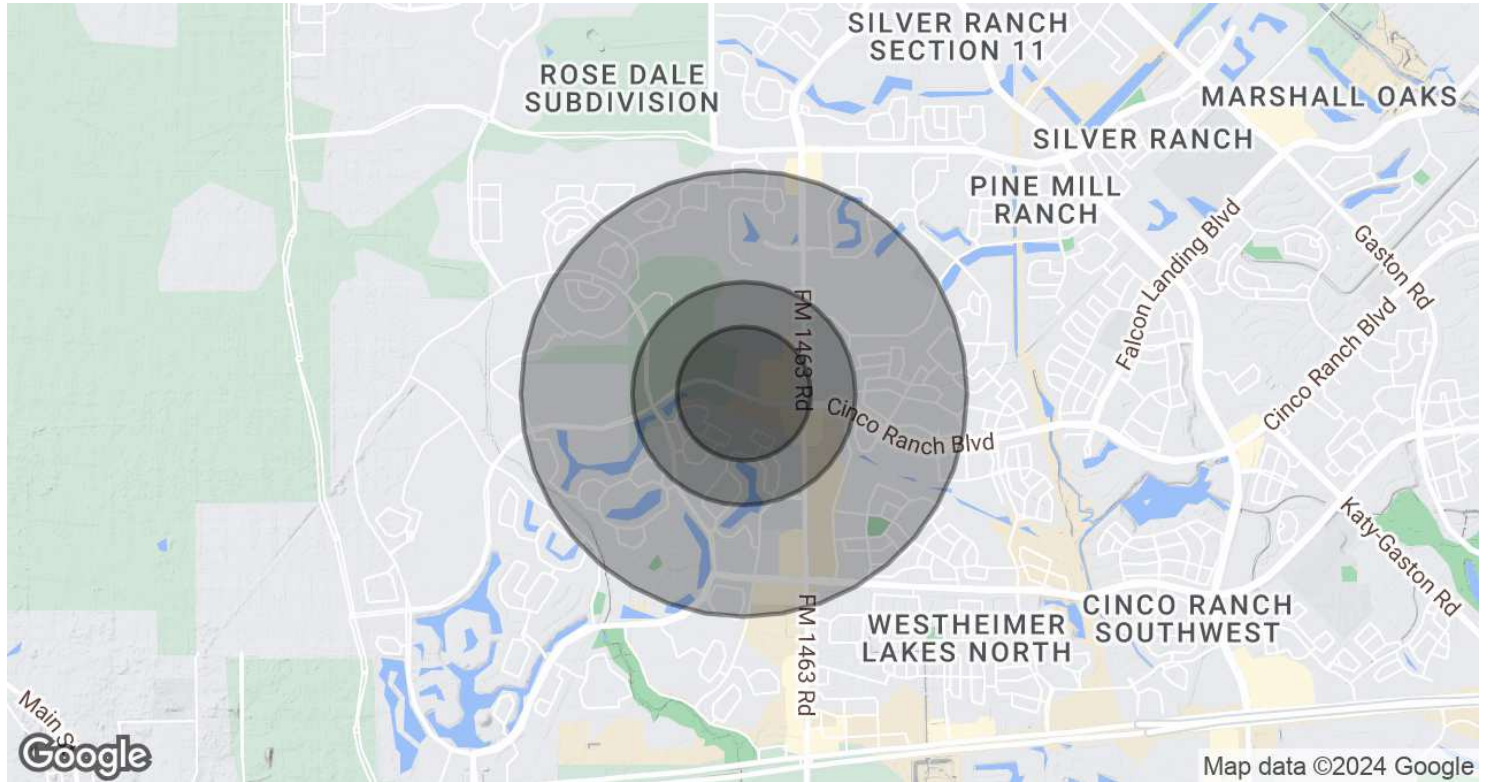 SILVER RANCH
SECTION 11
ROSE DALE
SUBDIVISION
MARSHALL OAKS
SILVER RANCH
PINE MILL
RANCH
Falcon Landing Blvd
Gaston Rd
FM 1463 Rd
Cinco Ranch Blvd
Cinco Ranch Blvd
Katy-Gaston Rd
FM 1463 Rd
WESTHEIMER
LAKES NORTH
CINCO RANCH
SOUTHWEST
Main St
Google
Map data ©2024 Google